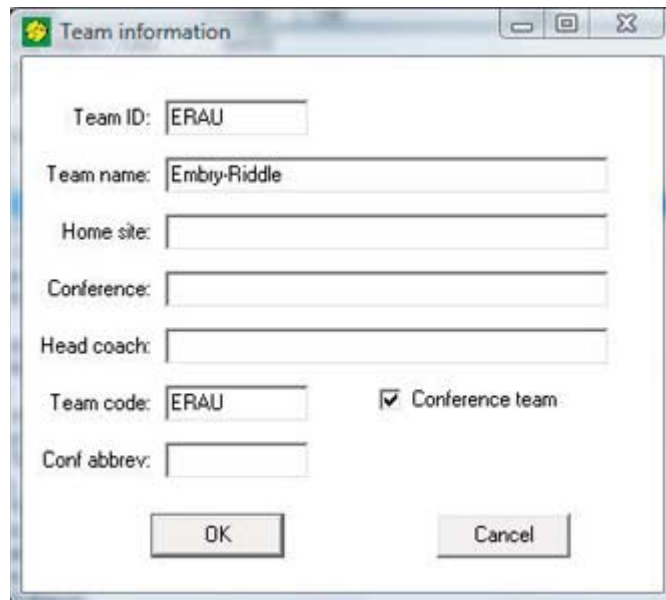 Team information
Team ID: ERAU
Team name: Embry-Riddle
Home site:
Conference:
Head coach:
Team code: ERAU Conference team
Conf abbrev:
OK Cancel